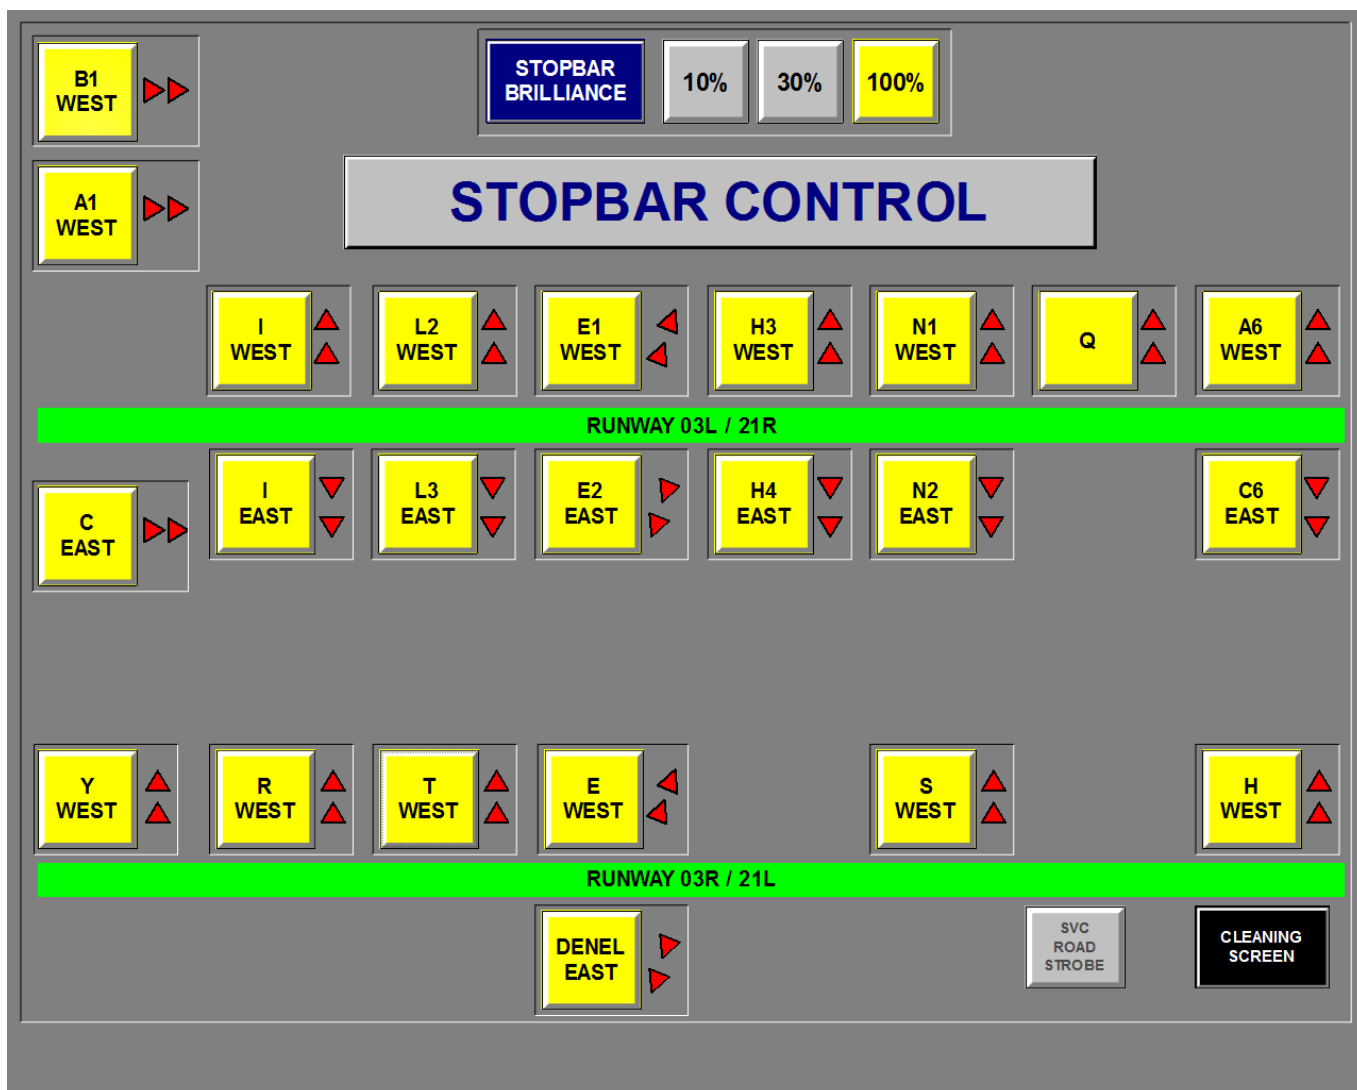 B1
WEST
STOPBAR
BRILLIANCE
10%
30%
100%
A1
WEST
STOPBAR CONTROL
I
WEST
L2
WEST
E1
WEST
H3
WEST
N1
WEST
Q
A6
WEST
RUNWAY 03L / 21R
C
EAST
I
EAST
L3
EAST
E2
EAST
H4
EAST
N2
EAST
C6
EAST
Y
WEST
R
WEST
T
WEST
E
WEST
S
WEST
H
WEST
RUNWAY 03R / 21L
DENEL
EAST
SVC
ROAD
STROBE
CLEANING
SCREEN